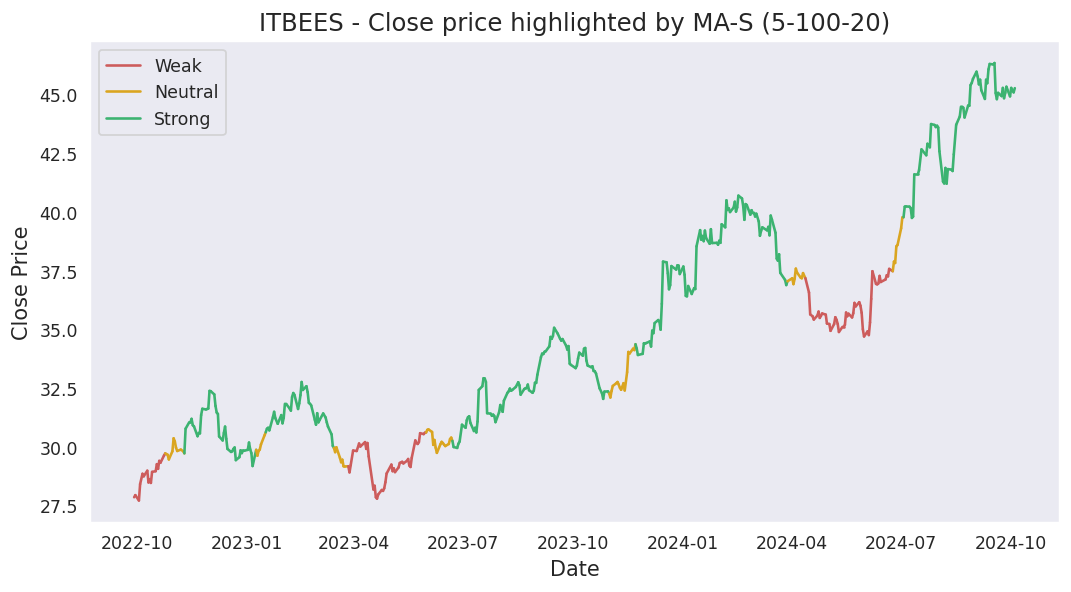 ITBEES - Close price highlighted by MA-S (5-100-20)
Weak
Neutral
Strong
Close Price
45.0
42.5
40.0
37.5
35.0
32.5
30.0
27.5
2022-10 2023-01 2023-04 2023-07 2023-10 2024-01 2024-04 2024-07 2024-10
Date